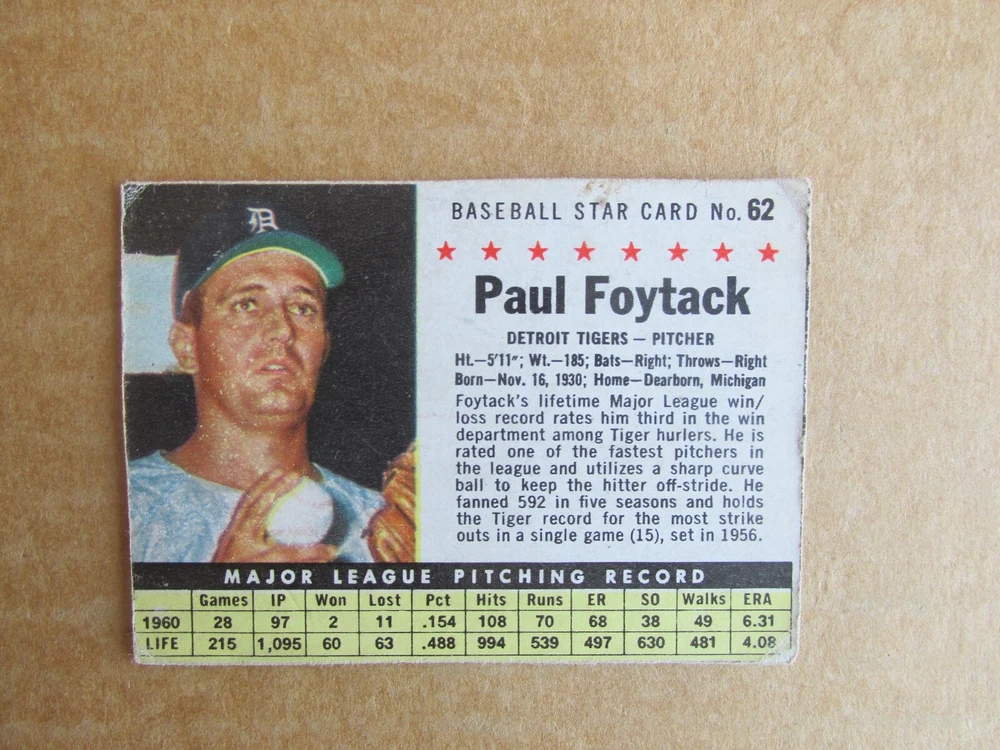 D
BASEBALL STAR CARD No. 62
Paul Foytack
DETROIT TIGERS — PITCHER
Ht.—5'11"; Wt.—185; Bats—Right; Throws—Right
Born—Nov. 16, 1930; Home—Dearborn, Michigan
Foytack's lifetime Major League win/
loss record rates him third in the win
department among Tiger hurlers. He is
rated one of the fastest pitchers in
the league and utilizes a sharp curve
ball to keep the hitter off-stride. He
fanned 592 in five seasons and holds
the Tiger record for the most strike
outs in a single game (15), set in 1956.
MAJOR LEAGUE PITCHING RECORD
Games IP Won Lost Pct Hits Runs ER SO Walks ERA
1960 28 97 2 11 .154 108 70 68 38 49 6.31
LIFE 215 1,095 60 63 .488 994 539 497 630 481 4.08